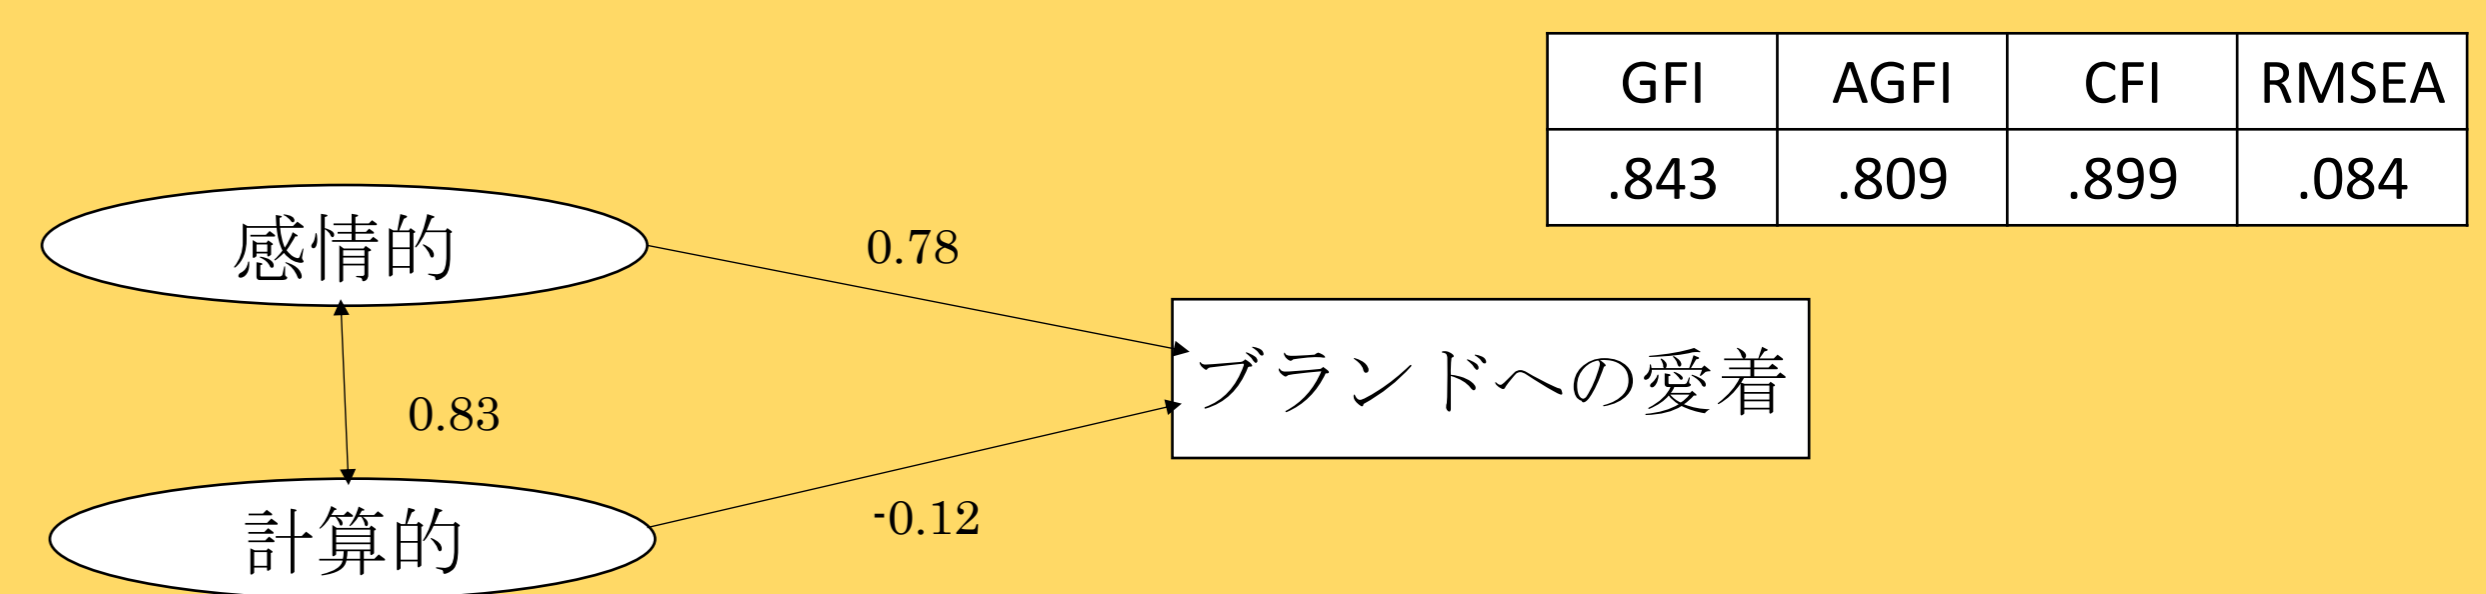 GFI AGFI CFI RMSEA
.843 .809 .899 .084
感情的
0.78
ブランドへの愛着
0.83
-0.12
計算的